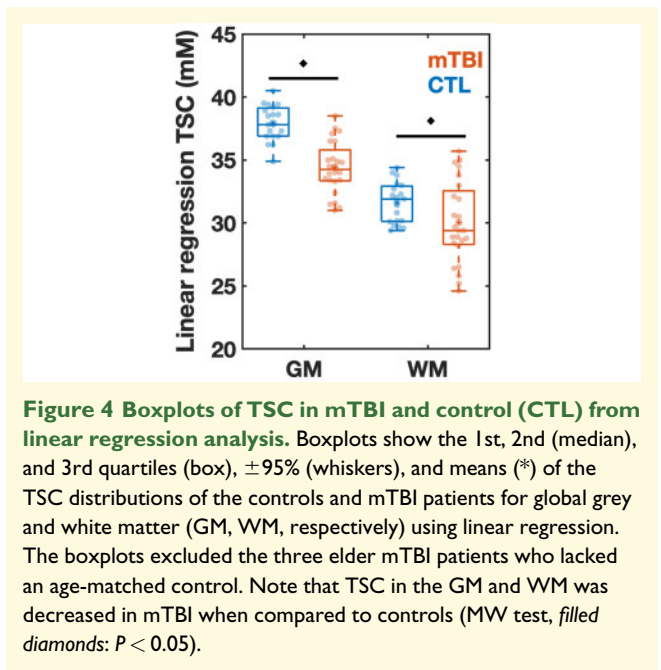 Linear regression TSC (mM)
45
40
35
30
25
20
mTBI
CTL
GM
WM
Figure 4 Boxplots of TSC in mTBI and control (CTL) from
linear regression analysis. Boxplots show the 1st, 2nd (median),
and 3rd quartiles (box), ±95% (whiskers), and means (*) of the
TSC distributions of the controls and mTBI patients for global grey
and white matter (GM, WM, respectively) using linear regression.
The boxplots excluded the three elder mTBI patients who lacked
an age-matched control. Note that TSC in the GM and WM was
decreased in mTBI when compared to controls (MW test, filled
diamonds: P < 0.05).